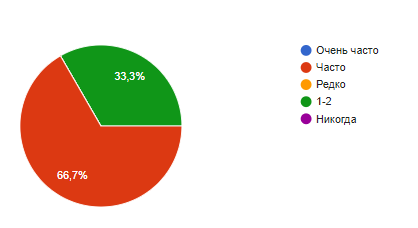 33,3%
66,7%
Очень часто
Часто
Редко
1-2
Никогда